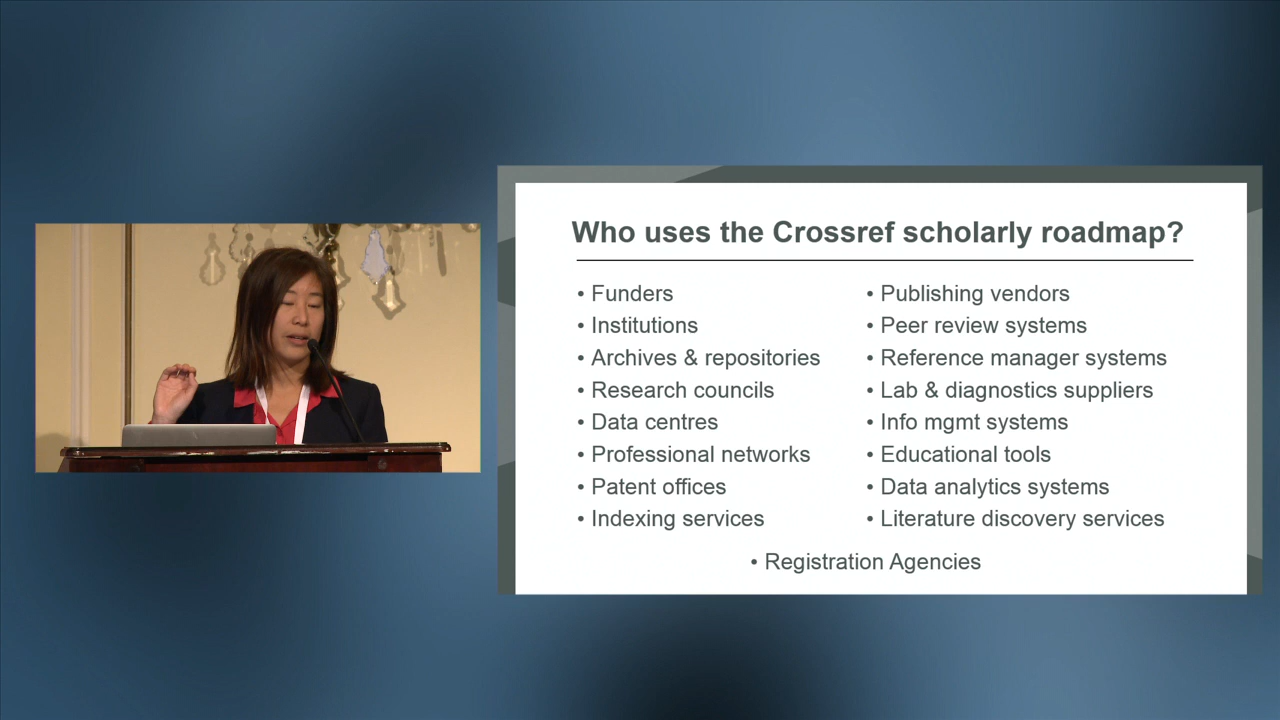 Who uses the Crossref scholarly roadmap?
• Funders
• Institutions
• Archives & repositories
• Research councils
• Data centres
• Professional networks
• Patent offices
• Indexing services
• Publishing vendors
• Peer review systems
• Reference manager systems
• Lab & diagnostics suppliers
• Info mgmt systems
• Educational tools
• Data analytics systems
• Literature discovery services
• Registration Agencies